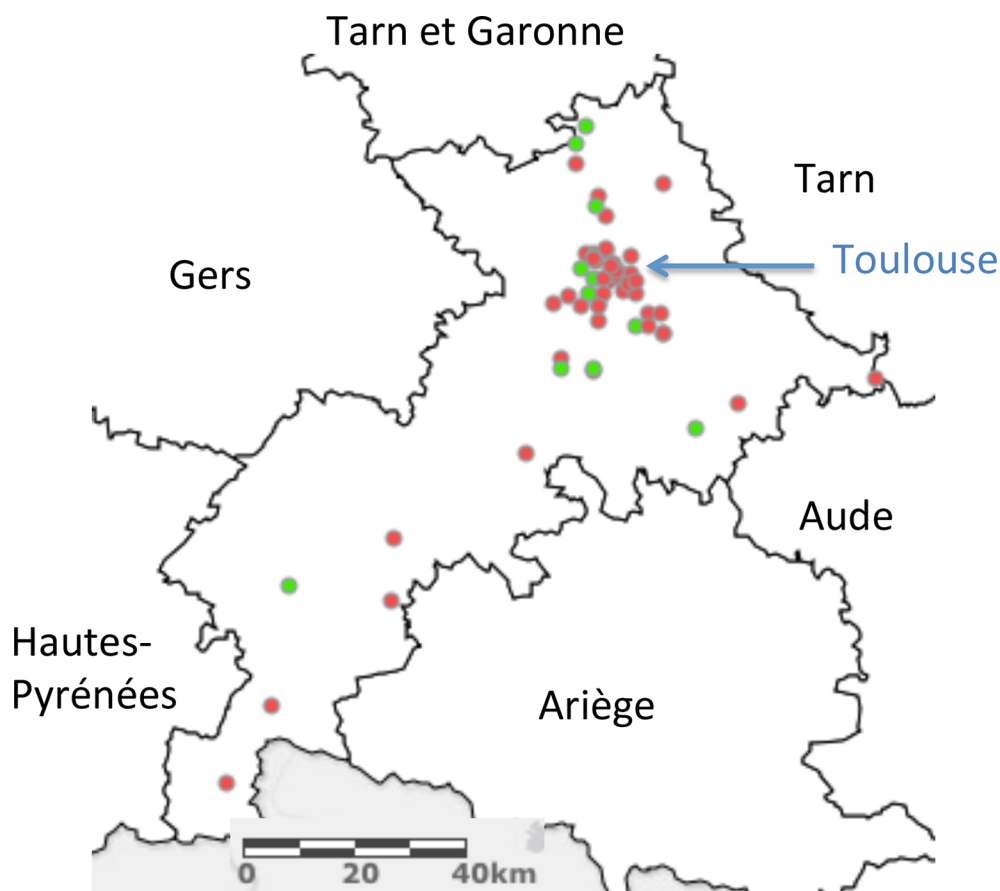 Tarn et Garonne
Tarn
Toulouse
Gers
Aude
Hautes-
Pyrénées
Ariège
0 20 40km